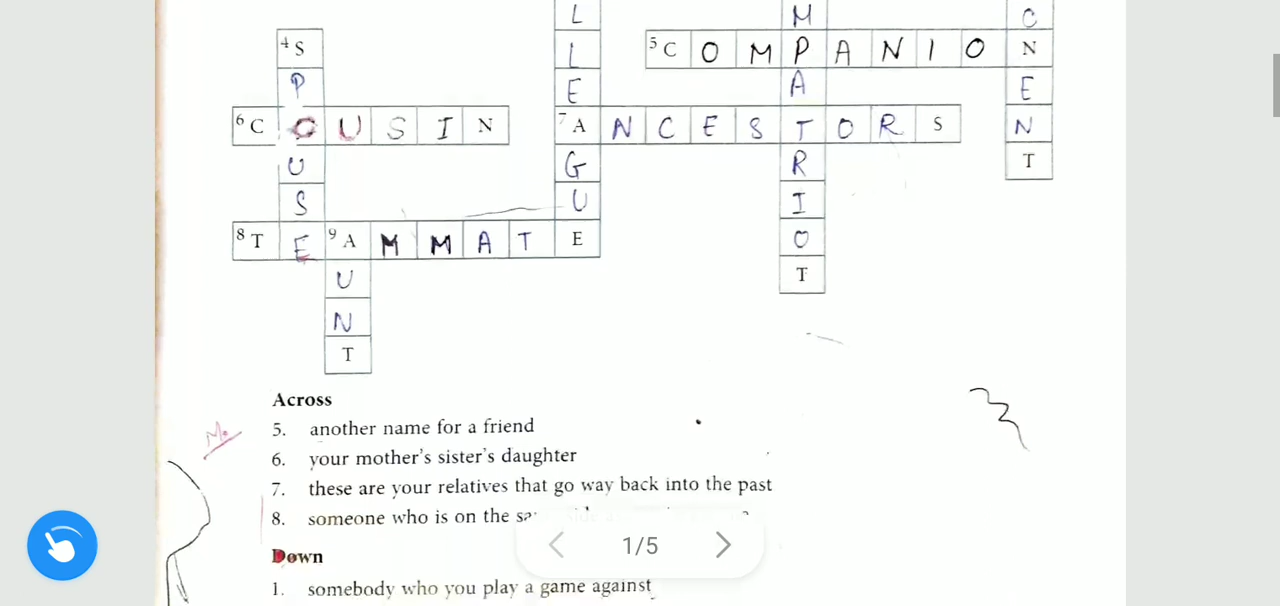 L M C
4 S L 5 C O M P A N I O N
P E A E
6 C O U S I N 7 A N C E S T O R S N
U G R T
S U I
8 T E 9 A M M A T E O
U T
N
T
Across
5. another name for a friend
6. your mother's sister's daughter
7. these are your relatives that go way back into the past
8. someone who is on the
1/5
Down
1. somebody who you play a game against